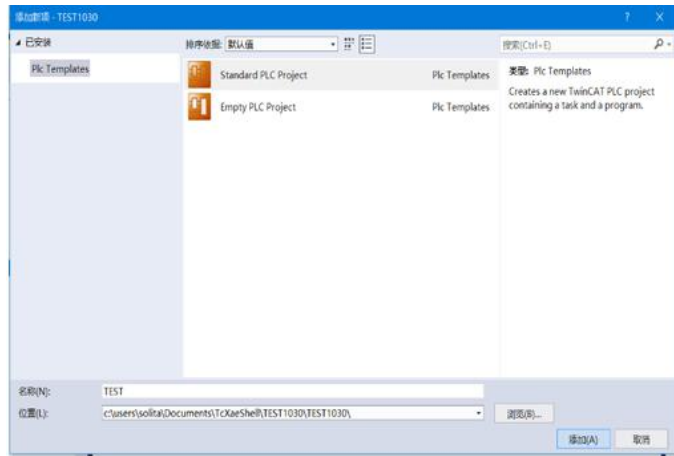 添加新项 - TEST1030
? X
已安装
排序依据: 默认值
搜索(Ctrl+E)
Plc Templates
Standard PLC Project Plc Templates
Empty PLC Project Plc Templates
类型: Plc Templates
Creates a new TwinCAT PLC project
containing a task and a program.
名称(N): TEST
位置(L): c:\users\solita\Documents\TcXaeShell\TEST1030\TEST1030\
浏览(B)...
添加(A) 取消